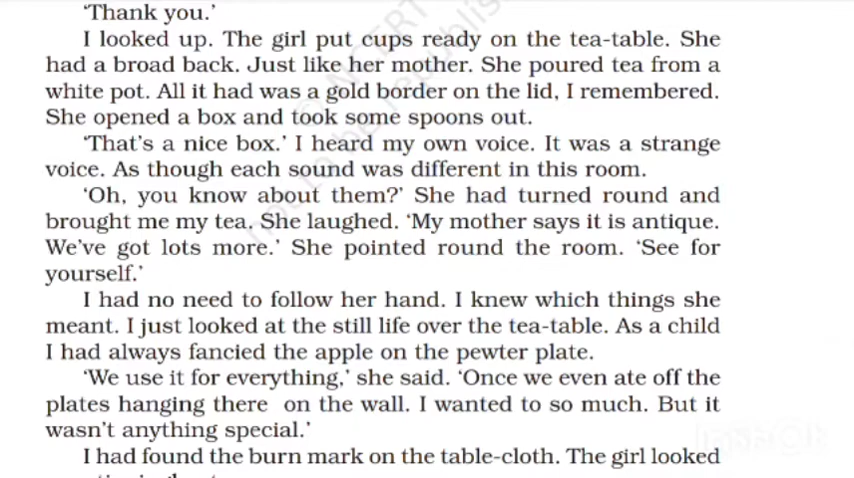 ‘Thank you.’
I looked up. The girl put cups ready on the tea-table. She
had a broad back. Just like her mother. She poured tea from a
white pot. All it had was a gold border on the lid, I remembered.
She opened a box and took some spoons out.
‘That’s a nice box.’ I heard my own voice. It was a strange
voice. As though each sound was different in this room.
‘Oh, you know about them?’ She had turned round and
brought me my tea. She laughed. ‘My mother says it is antique.
We’ve got lots more.’ She pointed round the room. ‘See for
yourself.’
I had no need to follow her hand. I knew which things she
meant. I just looked at the still life over the tea-table. As a child
I had always fancied the apple on the pewter plate.
‘We use it for everything,’ she said. ‘Once we even ate off the
plates hanging there on the wall. I wanted to so much. But it
wasn’t anything special.’
I had found the burn mark on the table-cloth. The girl looked